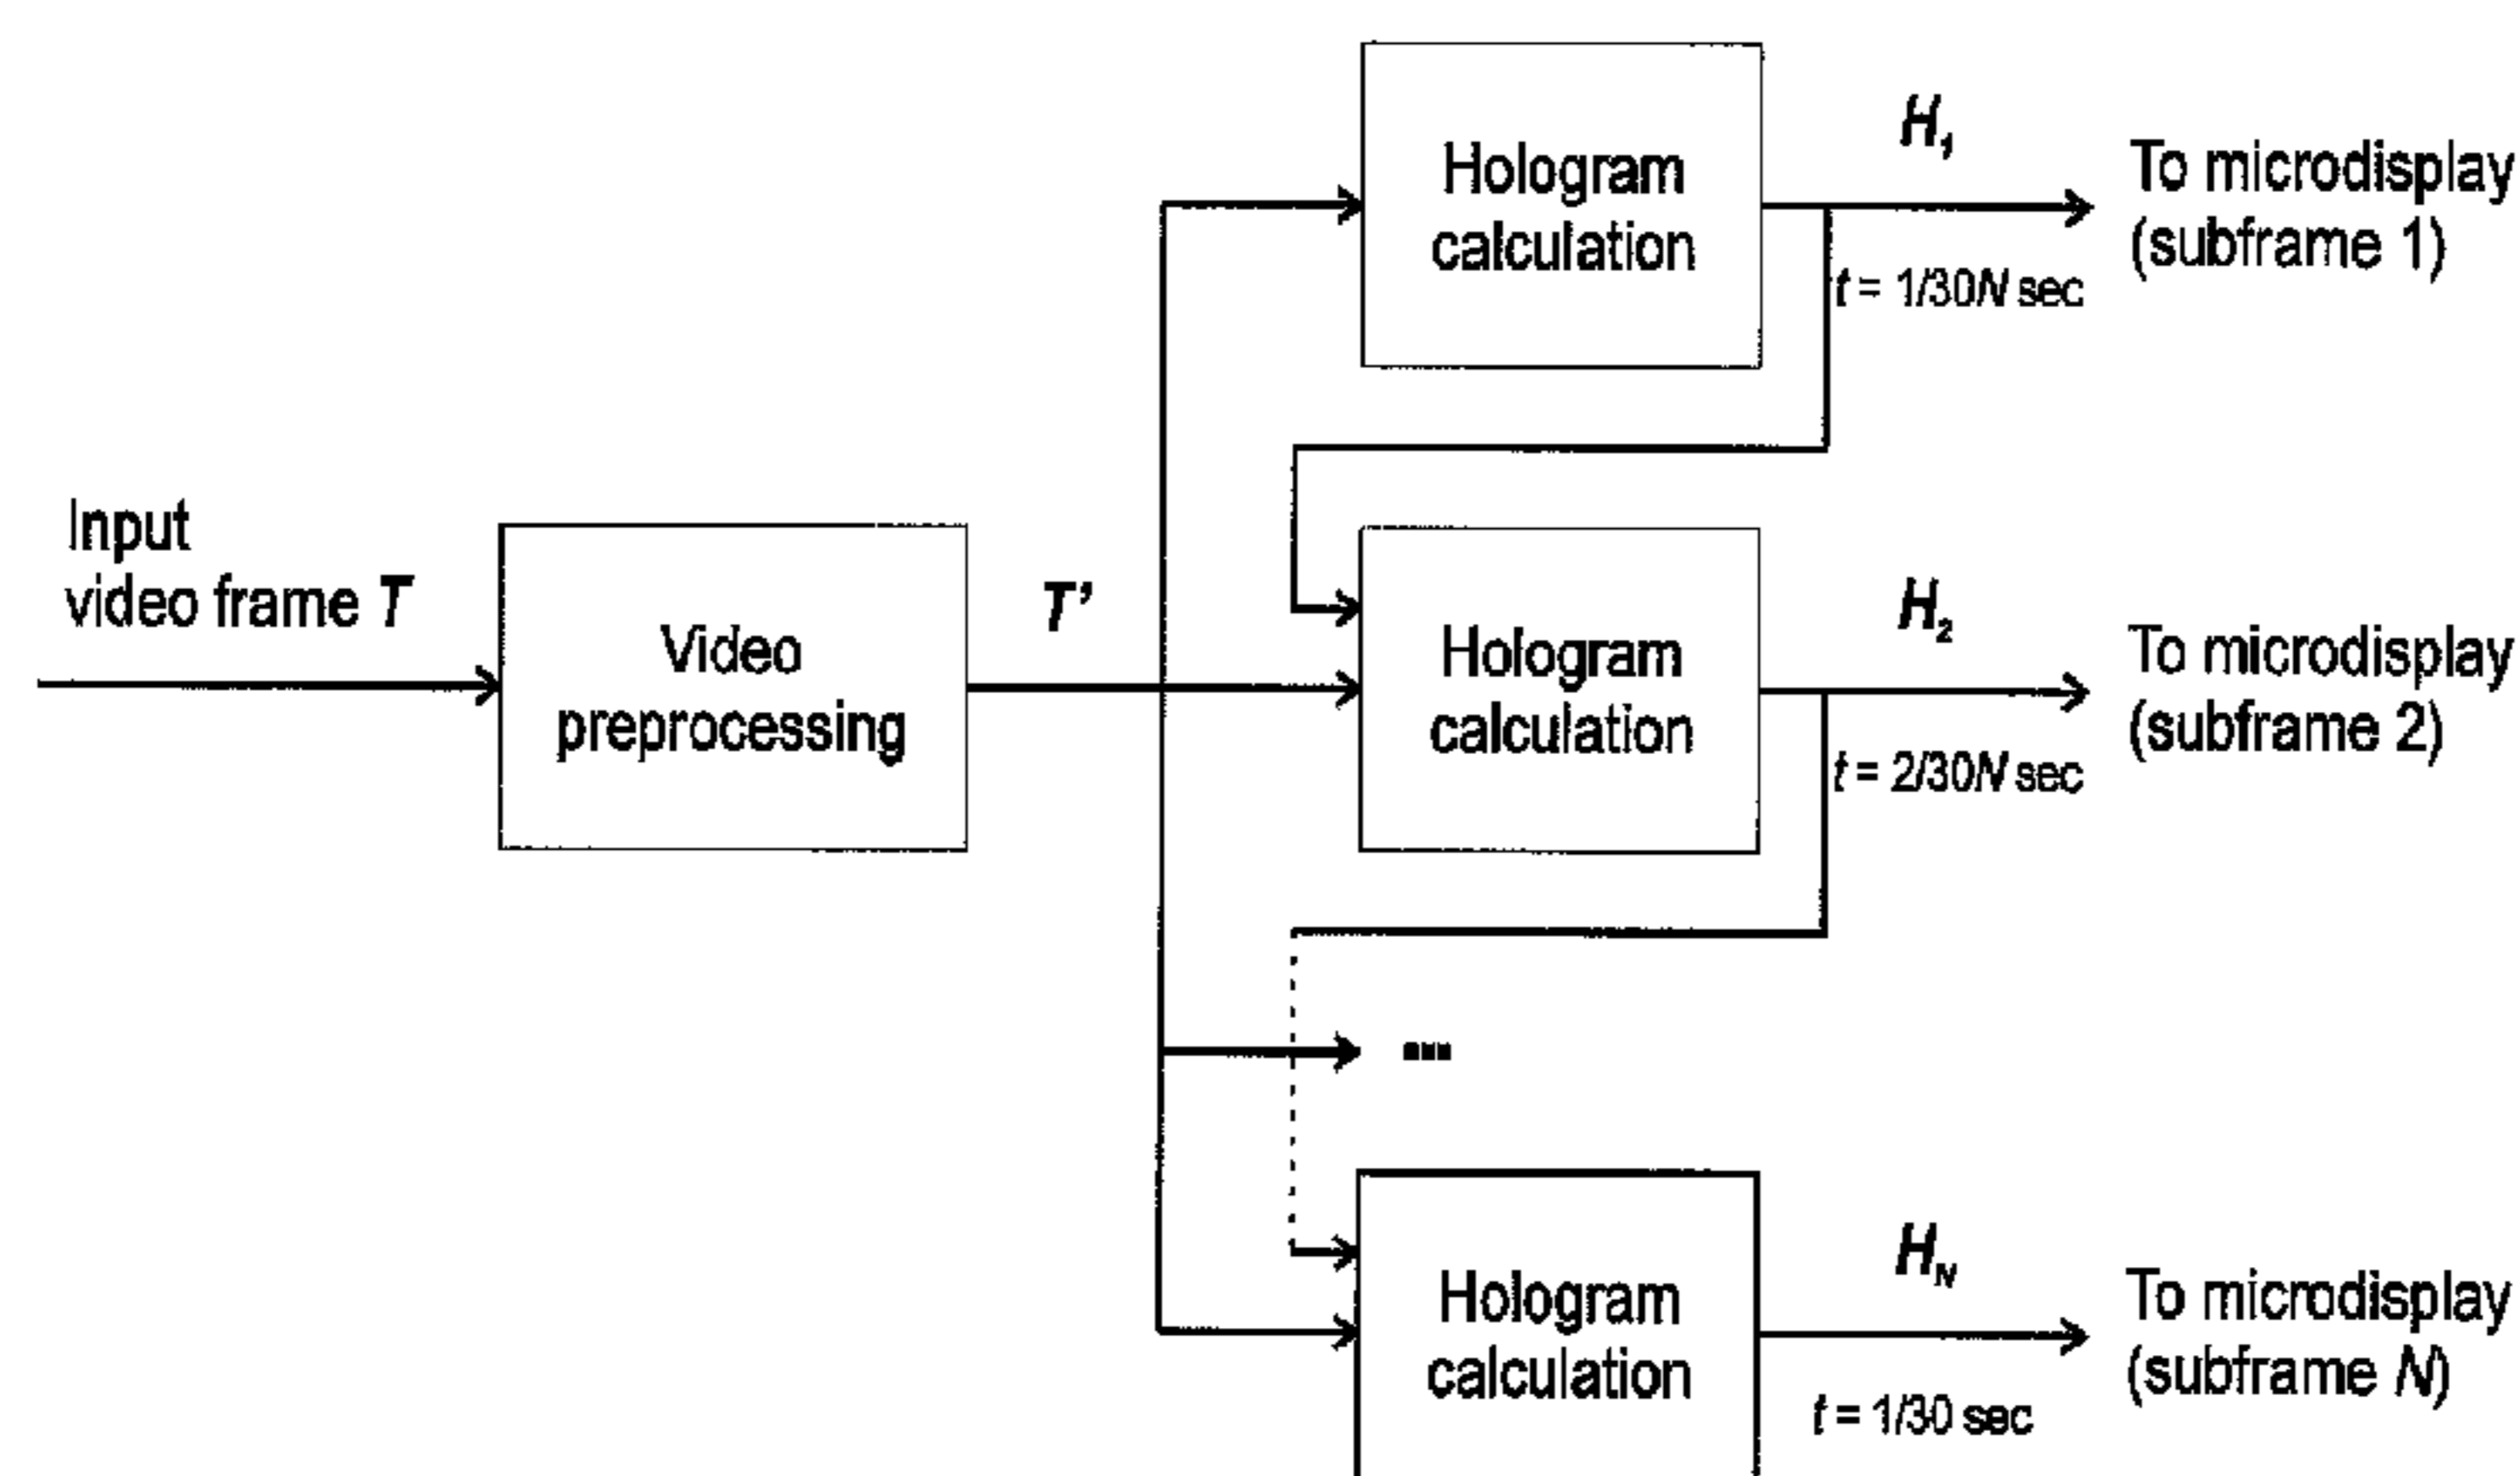 Hologram
calculation
H₁
To microdisplay
(subframe 1)
t = 1/30N sec
Input
video frame T
Video
preprocessing
T’
Hologram
calculation
H₂
To microdisplay
(subframe 2)
t = 2/30N sec
...
Hologram
calculation
H_N
To microdisplay
(subframe N)
t = 1/30 sec